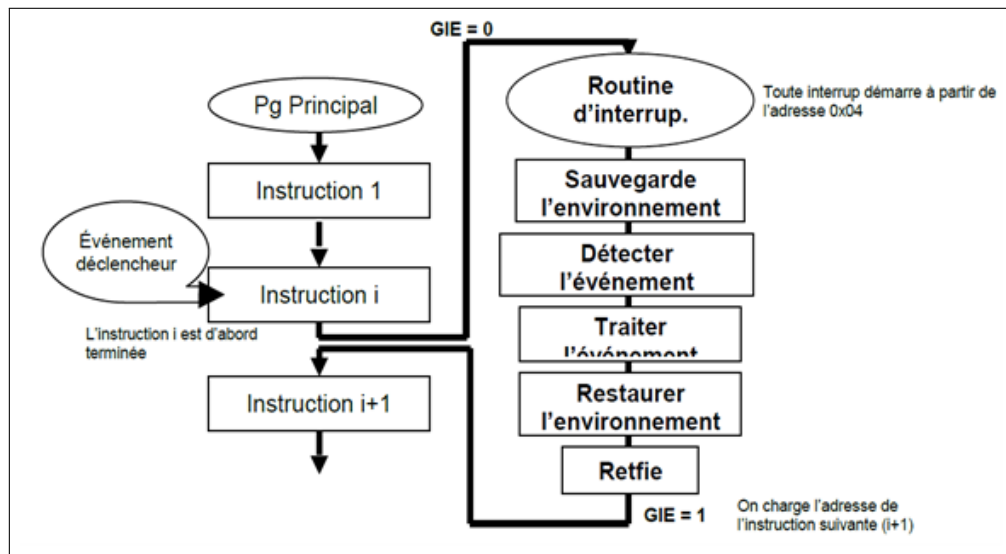 GIE = 0
Pg Principal
Instruction 1
Événement
déclencheur
Instruction i
L'instruction i est d'abord
terminée
Instruction i+1
Routine
d'interrup.
Toute interrup démarre à partir de
l'adresse 0x04
Sauvegarde
l'environnement
Détecter
l'événement
Traiter
l'événement
Restaurer
l'environnement
Retfie
GIE = 1
On charge l'adresse de
l'instruction suivante (i+1)